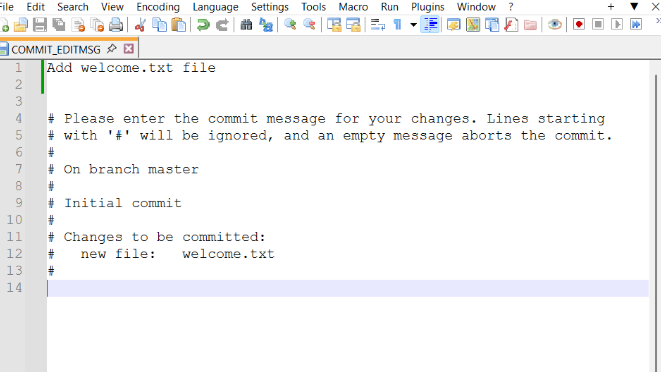 File Edit Search View Encoding Language Settings Tools Macro Run Plugins Window ? + ▼ X
COMMIT_EDITMSG
1 Add welcome.txt file
2
3
4 # Please enter the commit message for your changes. Lines starting
5 # with '#' will be ignored, and an empty message aborts the commit.
6 #
7 # On branch master
8 #
9 # Initial commit
10 #
11 # Changes to be committed:
12 #   new file:   welcome.txt
13 #
14